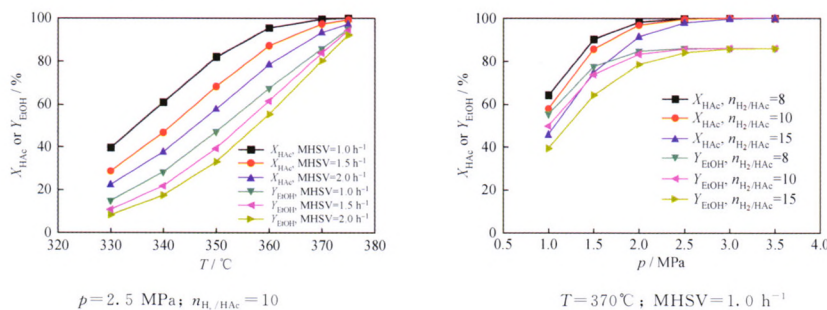 X_HAc or Y_EtOH / %
100
80
60
40
20
0
X_HAc, MHSV=1.0 h⁻¹
X_HAc, MHSV=1.5 h⁻¹
X_HAc, MHSV=2.0 h⁻¹
Y_EtOH, MHSV=1.0 h⁻¹
Y_EtOH, MHSV=1.5 h⁻¹
Y_EtOH, MHSV=2.0 h⁻¹
320 330 340 350 360 370 380
T / ℃
p=2.5 MPa; n_H₂/HAc=10
X_HAc or Y_EtOH / %
100
80
60
40
20
0
X_HAc, n_H₂/HAc=8
X_HAc, n_H₂/HAc=10
X_HAc, n_H₂/HAc=15
Y_EtOH, n_H₂/HAc=8
Y_EtOH, n_H₂/HAc=10
Y_EtOH, n_H₂/HAc=15
0.5 1.0 1.5 2.0 2.5 3.0 3.5 4.0
p / MPa
T=370℃; MHSV=1.0 h⁻¹